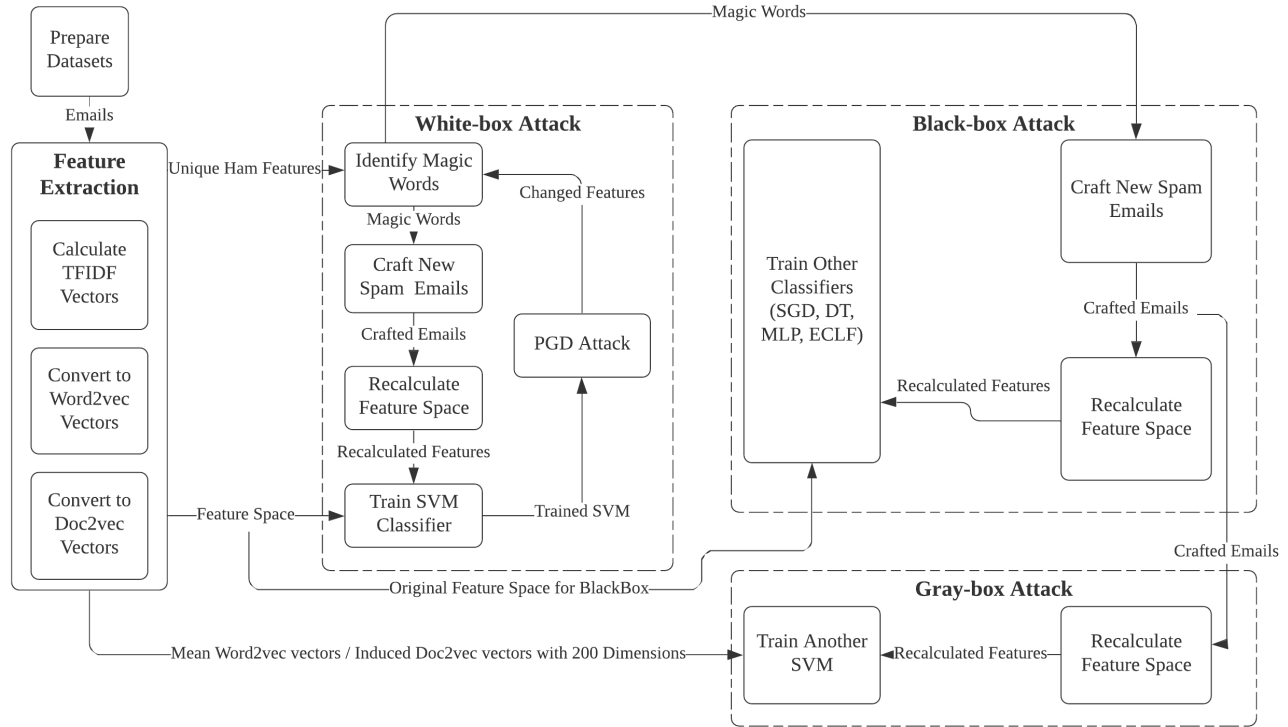 Magic Words
Prepare
Datasets
Emails
Feature
Extraction
Calculate
TFIDF
Vectors
Convert to
Word2vec
Vectors
Convert to
Doc2vec
Vectors
Unique Ham Features
Feature Space
White-box Attack
Identify Magic
Words
Magic Words
Craft New
Spam Emails
Crafted Emails
Recalculate
Feature Space
Recalculated Features
Train SVM
Classifier
Changed Features
PGD Attack
Trained SVM
Original Feature Space for BlackBox
Mean Word2vec vectors / Induced Doc2vec vectors with 200 Dimensions
Black-box Attack
Train Other
Classifiers
(SGD, DT,
MLP, ECLF)
Craft New Spam
Emails
Crafted Emails
Recalculated Features
Recalculate
Feature Space
Crafted Emails
Gray-box Attack
Train Another
SVM
Recalculated Features
Recalculate
Feature Space